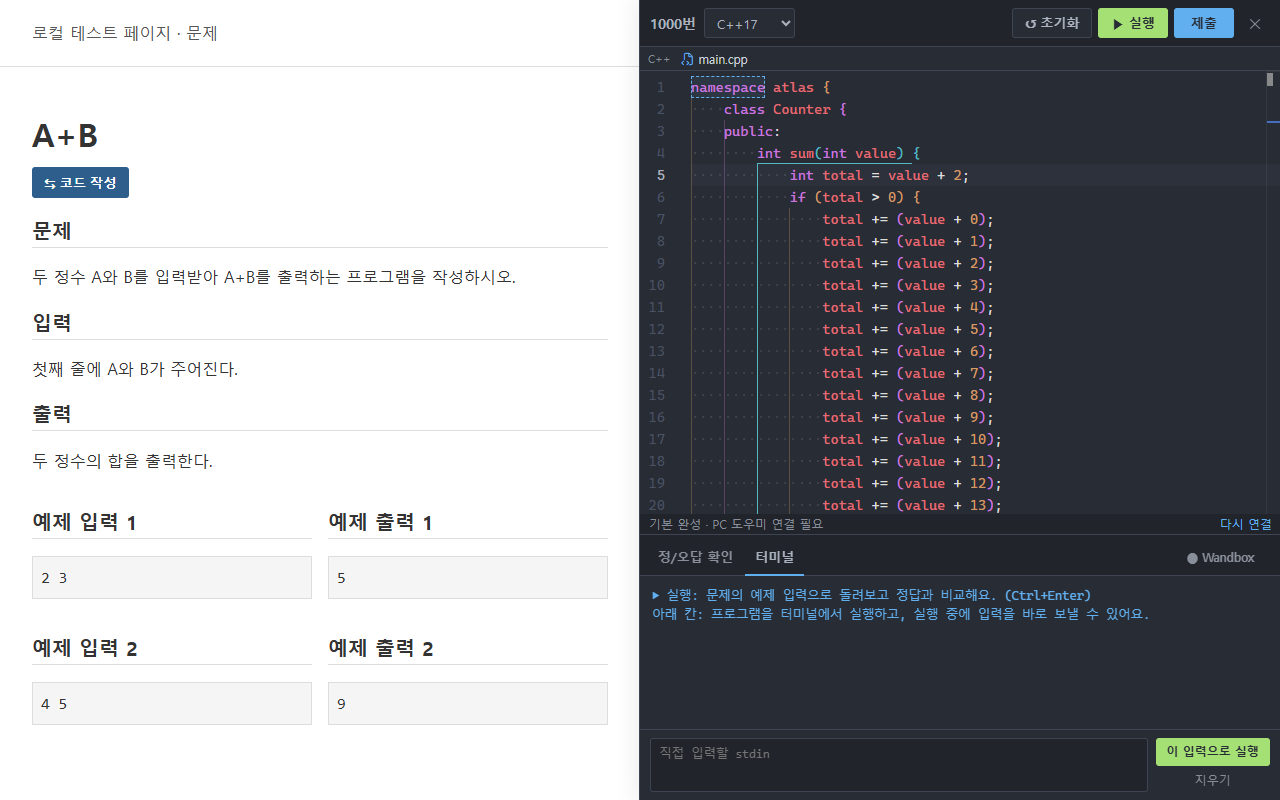 로컬 테스트 페이지 · 문제
A+B
⇆ 코드 작성
문제
두 정수 A와 B를 입력받아 A+B를 출력하는 프로그램을 작성하시오.
입력
첫째 줄에 A와 B가 주어진다.
출력
두 정수의 합을 출력한다.
예제 입력 1
예제 출력 1
2 3
5
예제 입력 2
예제 출력 2
4 5
9
1000번 C++17 ↺ 초기화 ▶ 실행 제출 ×
C++ main.cpp
1 namespace atlas {
2 class Counter {
3 public:
4 int sum(int value) {
5 int total = value + 2;
6 if (total > 0) {
7 total += (value + 0);
8 total += (value + 1);
9 total += (value + 2);
10 total += (value + 3);
11 total += (value + 4);
12 total += (value + 5);
13 total += (value + 6);
14 total += (value + 7);
15 total += (value + 8);
16 total += (value + 9);
17 total += (value + 10);
18 total += (value + 11);
19 total += (value + 12);
20 total += (value + 13);
기본 완성 · PC 도우미 연결 필요 다시 연결
정/오답 확인 터미널 ● Wandbox
▶ 실행: 문제의 예제 입력으로 돌려보고 정답과 비교해요. (Ctrl+Enter)
아래 칸: 프로그램을 터미널에서 실행하고, 실행 중에 입력을 바로 보낼 수 있어요.
직접 입력할 stdin
이 입력으로 실행
지우기